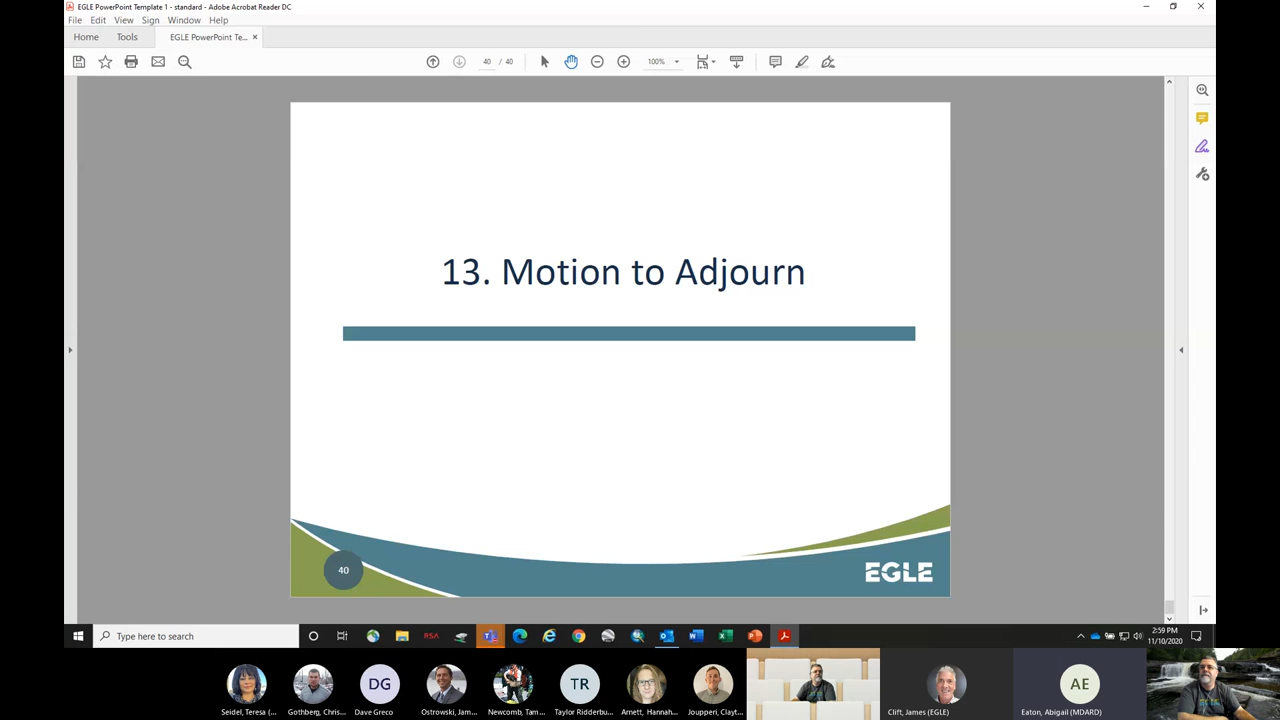 EGLE PowerPoint Template 1 - standard - Adobe Acrobat Reader DC
File Edit View Sign Window Help
Home Tools EGLE PowerPoint Te... ×
40 / 40 100%
13. Motion to Adjourn
40
EGLE
Type here to search
RSA
2:59 PM
11/10/2020
DG
TR
AE
Seidel, Teresa (... Gothberg, Chris... Dave Greco Ostrowski, Jam... Newcomb, Tam... Taylor Ridderbu... Arnett, Hannah... Joupperi, Clayt... Clift, James (EGLE) Eaton, Abigail (MDARD)